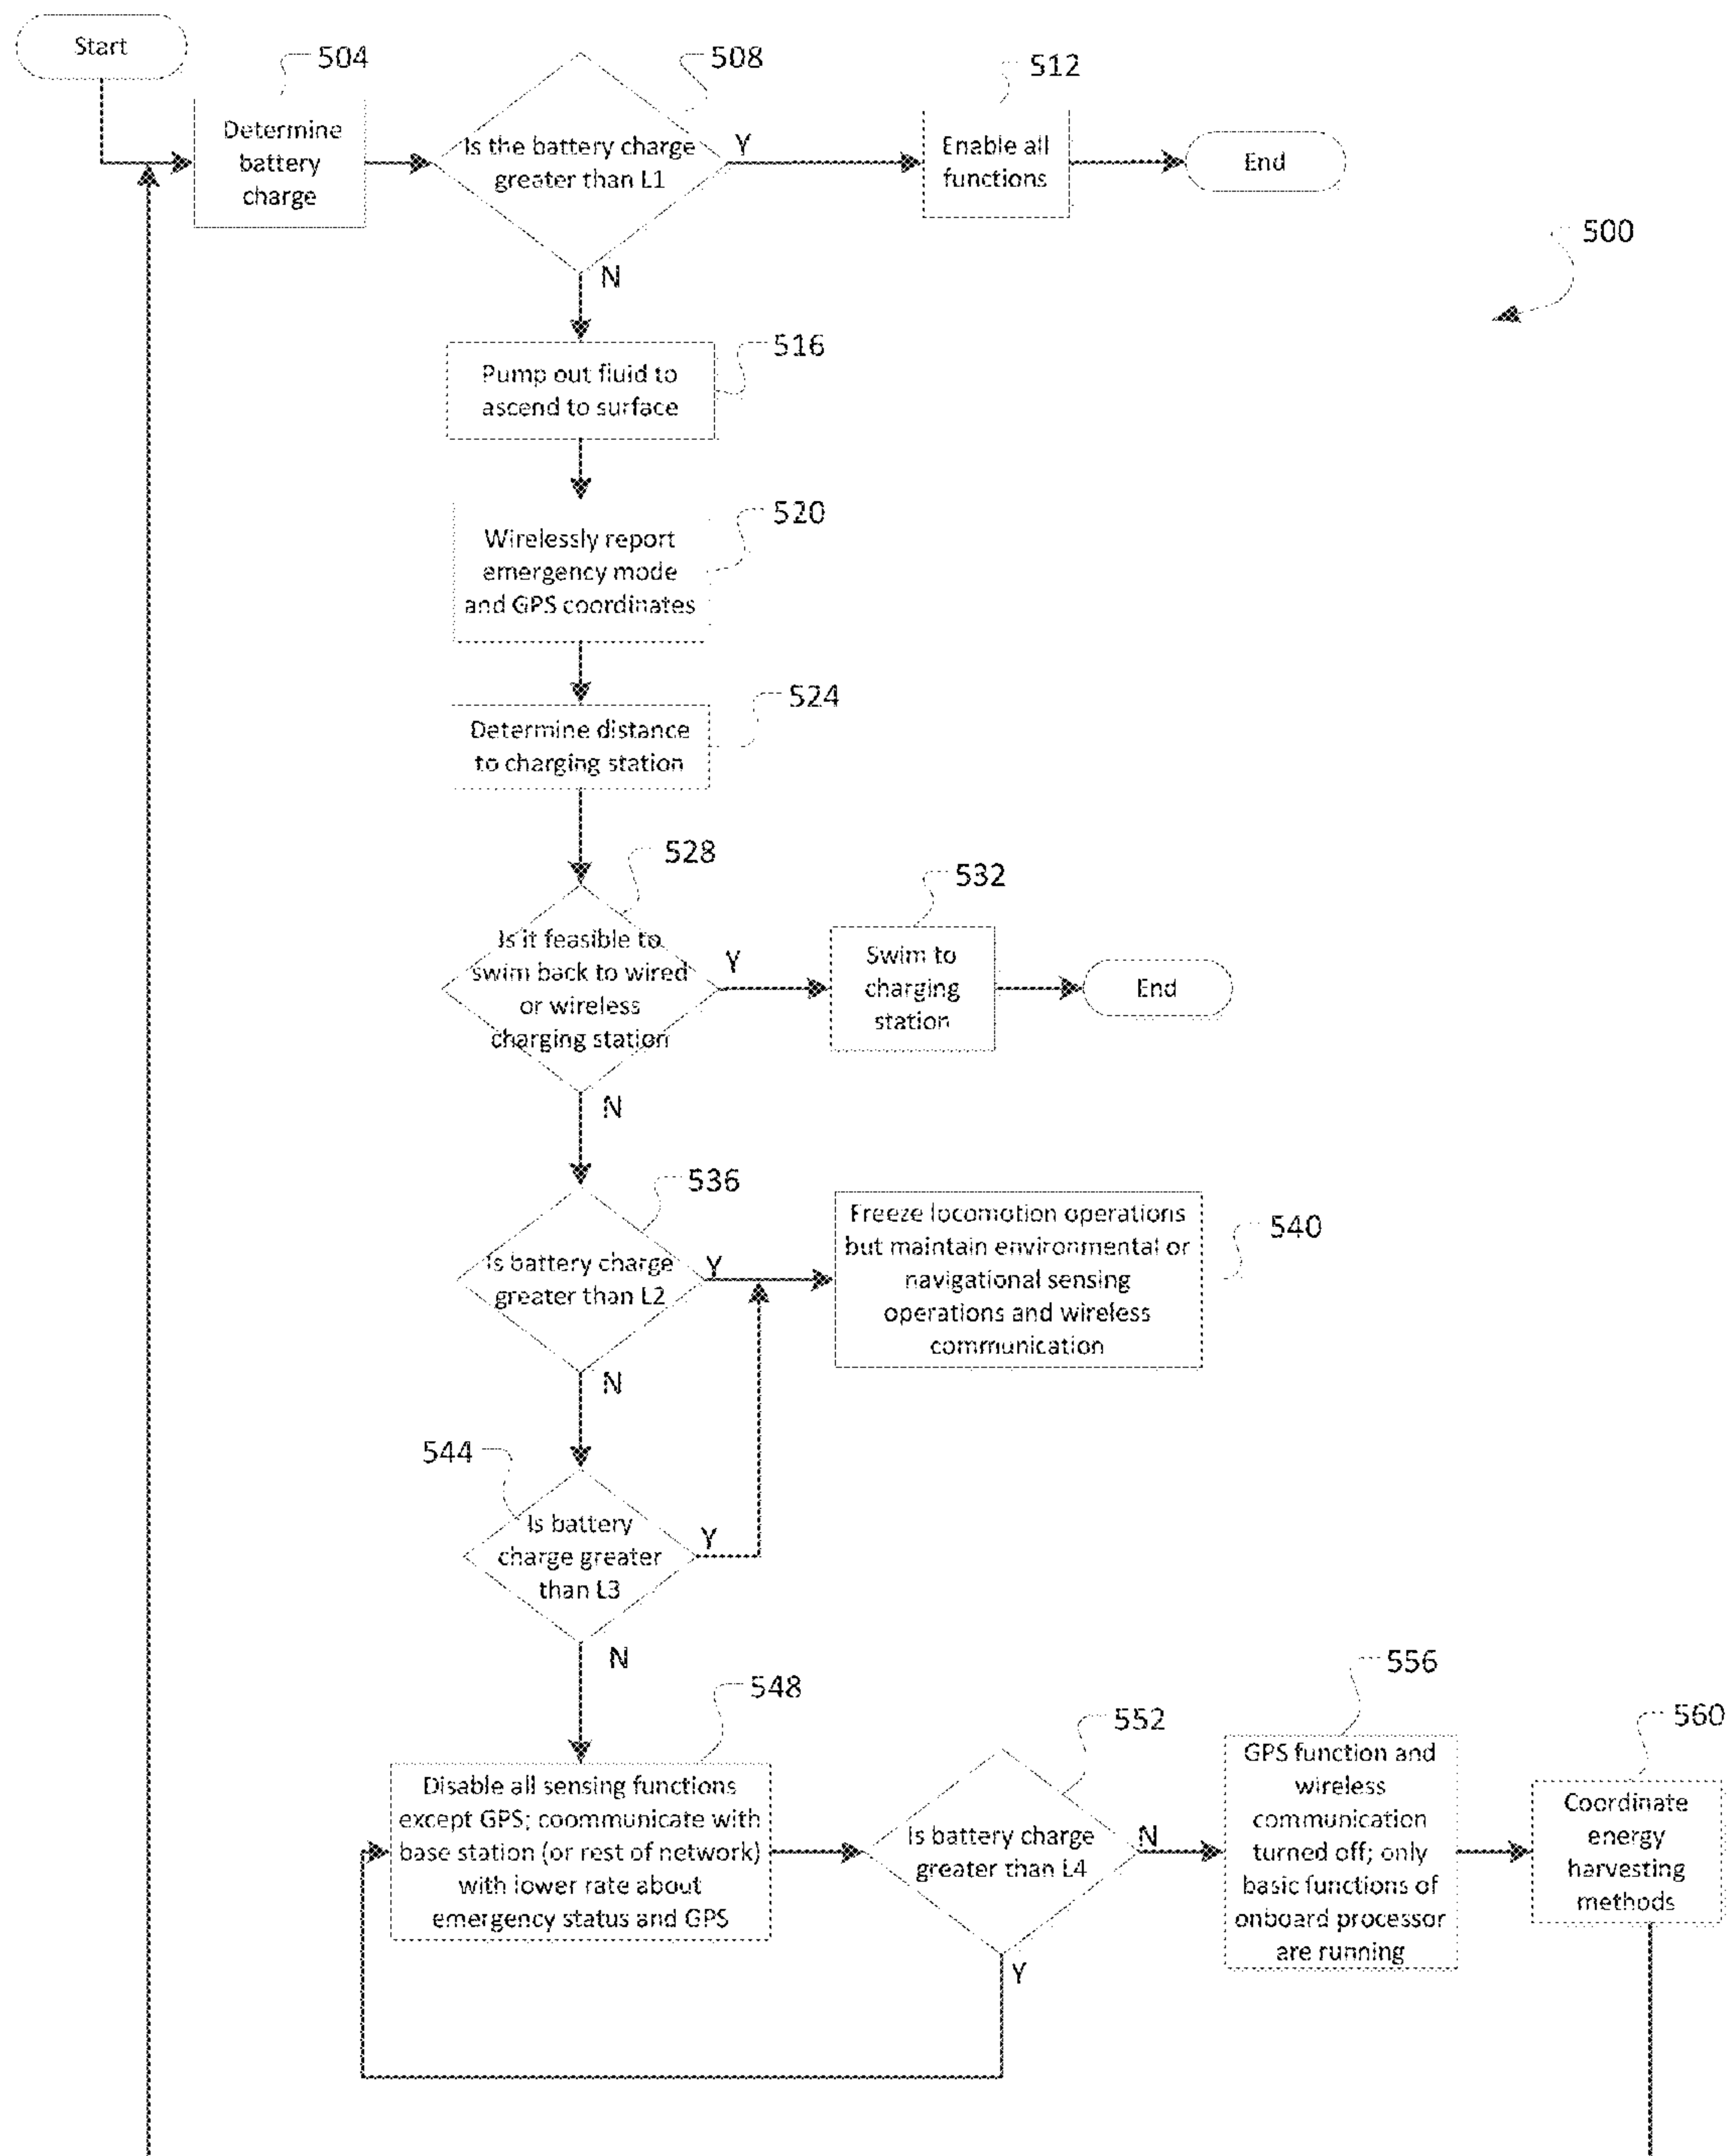 Start
504
Determine
battery
charge
508
Is the battery charge
greater than L1
Y
N
512
Enable all
functions
End
500
516
Pump out fluid to
ascend to surface
520
Wirelessly report
emergency mode
and GPS coordinates
524
Determine distance
to charging station
528
Is it feasible to
swim back to wired
or wireless
charging station
Y
N
532
Swim to
charging
station
End
536
Is battery charge
greater than L2
Y
N
540
Freeze locomotion operations
but maintain environmental or
navigational sensing
operations and wireless
communication
544
Is battery
charge greater
than L3
Y
N
548
Disable all sensing functions
except GPS; coommunicate with
base station (or rest of network)
with lower rate about
emergency status and GPS
552
Is battery charge
greater than L4
N
Y
556
GPS function and
wireless
communication
turned off; only
basic functions of
onboard processor
are running
560
Coordinate
energy
harvesting
methods